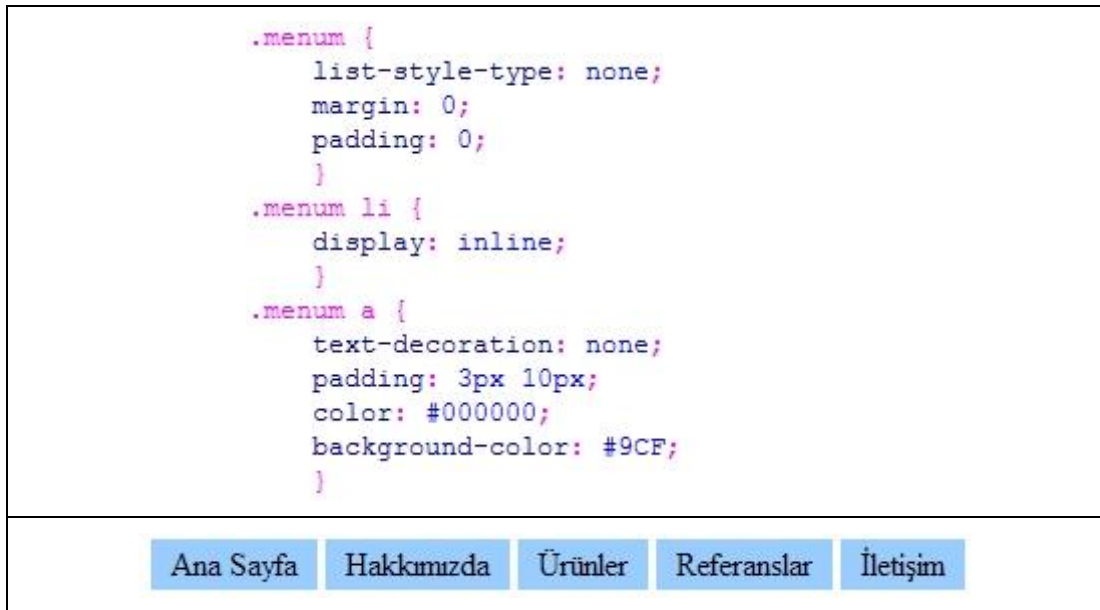 .menum {
list-style-type: none;
margin: 0;
padding: 0;
}
.menum li {
display: inline;
}
.menum a {
text-decoration: none;
padding: 3px 10px;
color: #000000;
background-color: #9CF;
}
Ana Sayfa Hakkımızda Ürünler Referanslar İletişim